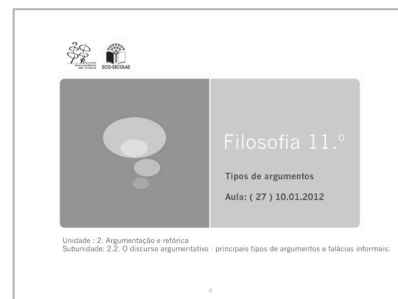 ECO-ESCOLAS
Filosofia 11.º
Tipos de argumentos
Aula: ( 27 ) 10.01.2012
Unidade : 2. Argumentação e retórica
Subunidade: 2.2. O discurso argumentativo - principais tipos de argumentos e falácias informais: